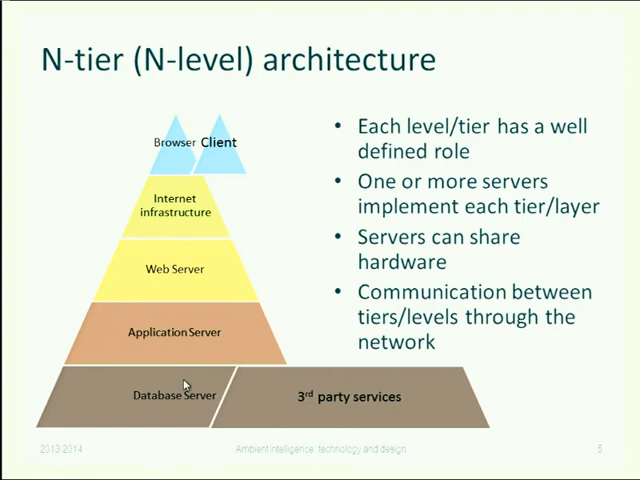 N-tier (N-level) architecture
Browser
Client
Internet
infrastructure
Web Server
Application Server
Database Server
3rd party services
• Each level/tier has a well
defined role
• One or more servers
implement each tier/layer
• Servers can share
hardware
• Communication between
tiers/levels through the
network
2013/2014
Ambient intelligence: technology and design
5